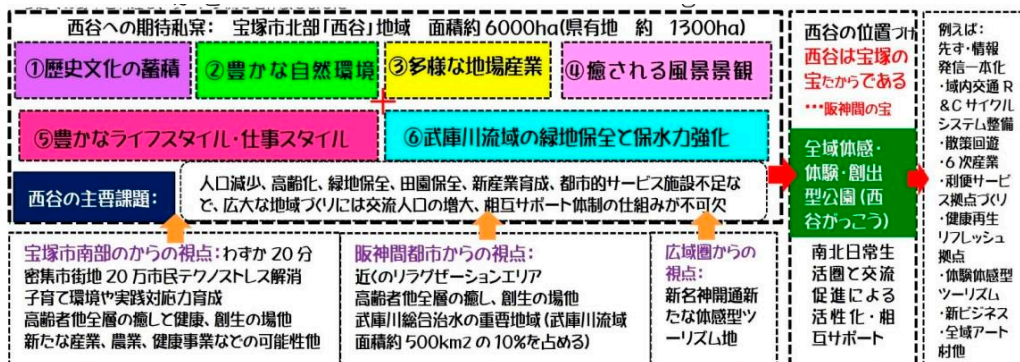 西谷への期待私案： 宝塚市北部「西谷」地域 面積約6000ha(県有地 約 1300ha)
①歴史文化の蓄積
②豊かな自然環境
③多様な地場産業
④癒される風景景観
⑤豊かなライフスタイル・仕事スタイル
⑥武庫川流域の緑地保全と保水力強化
西谷の主要課題：
人口減少、高齢化、緑地保全、田園保全、新産業育成、都市的サービス施設不足な
ど、広大な地域づくりには交流人口の増大、相互サポート体制の仕組みが不可欠
宝塚市南部のからの視点：わずか20分
密集市街地20万市民テクノストレス解消
子育て環境や実践対応力育成
高齢者他全層の癒しと健康、創生の場他
新たな産業、農業、健康事業などの可能性他
阪神間都市からの視点：
近くのリラグゼーションエリア
高齢者他全層の癒し、創生の場他
武庫川総合治水の重要地域(武庫川流域
面積約500km2の10%を占める)
広域圏からの
視点：
新名神開通新
たな体感型ツ
ーリズム地
西谷の位置づけ
西谷は宝塚の
宝たからである
・・・阪神間の宝
全域体感・
体験・創出
型公園(西
谷がっこう)
南北日常生
活圏と交流
促進による
活性化・相
互サポート
例えば：
先ず・情報
発信一本化
・域内交通R
&Cサイクル
システム整備
・散策回遊
・6次産業
・利便サービ
ス拠点づくり
・健康再生
リフレッシュ
拠点
・体験体感型
ツーリズム
・新ビジネス
・全域アート
村他